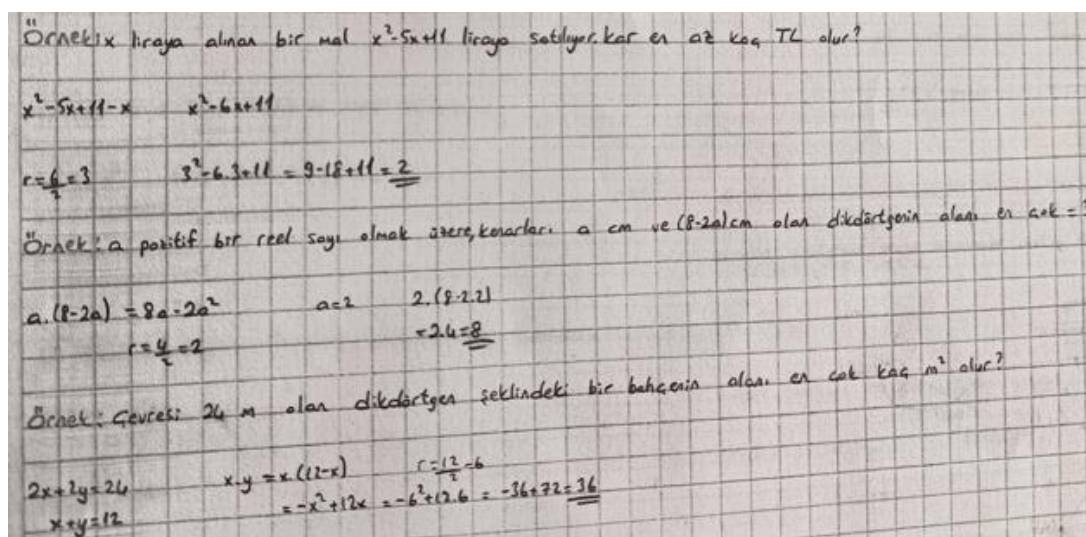 Örnek: x liraya alınan bir mal x²-5x+11 liraya satılıyor. kar en az kaç TL olur?
x²-5x+11-x x²-6x+11
r=6/2=3 3²-6.3+11 = 9-18+11=2
Örnek: a pozitif bir reel sayı olmak üzere, kenarları a cm ve (8-2a)cm olan dikdörtgenin alanı en çok=?
a.(8-2a) = 8a-2a² a=2 2.(8-2.2)
r=4/2=2 =2.4=8
Örnek: Çevresi 24 m olan dikdörtgen şeklindeki bir bahçenin alanı en çok kaç m² olur?
2x+2y=24 x.y = x.(12-x) r=12/2=6
x+y=12 = -x²+12x = -6²+12.6 = -36+72=36